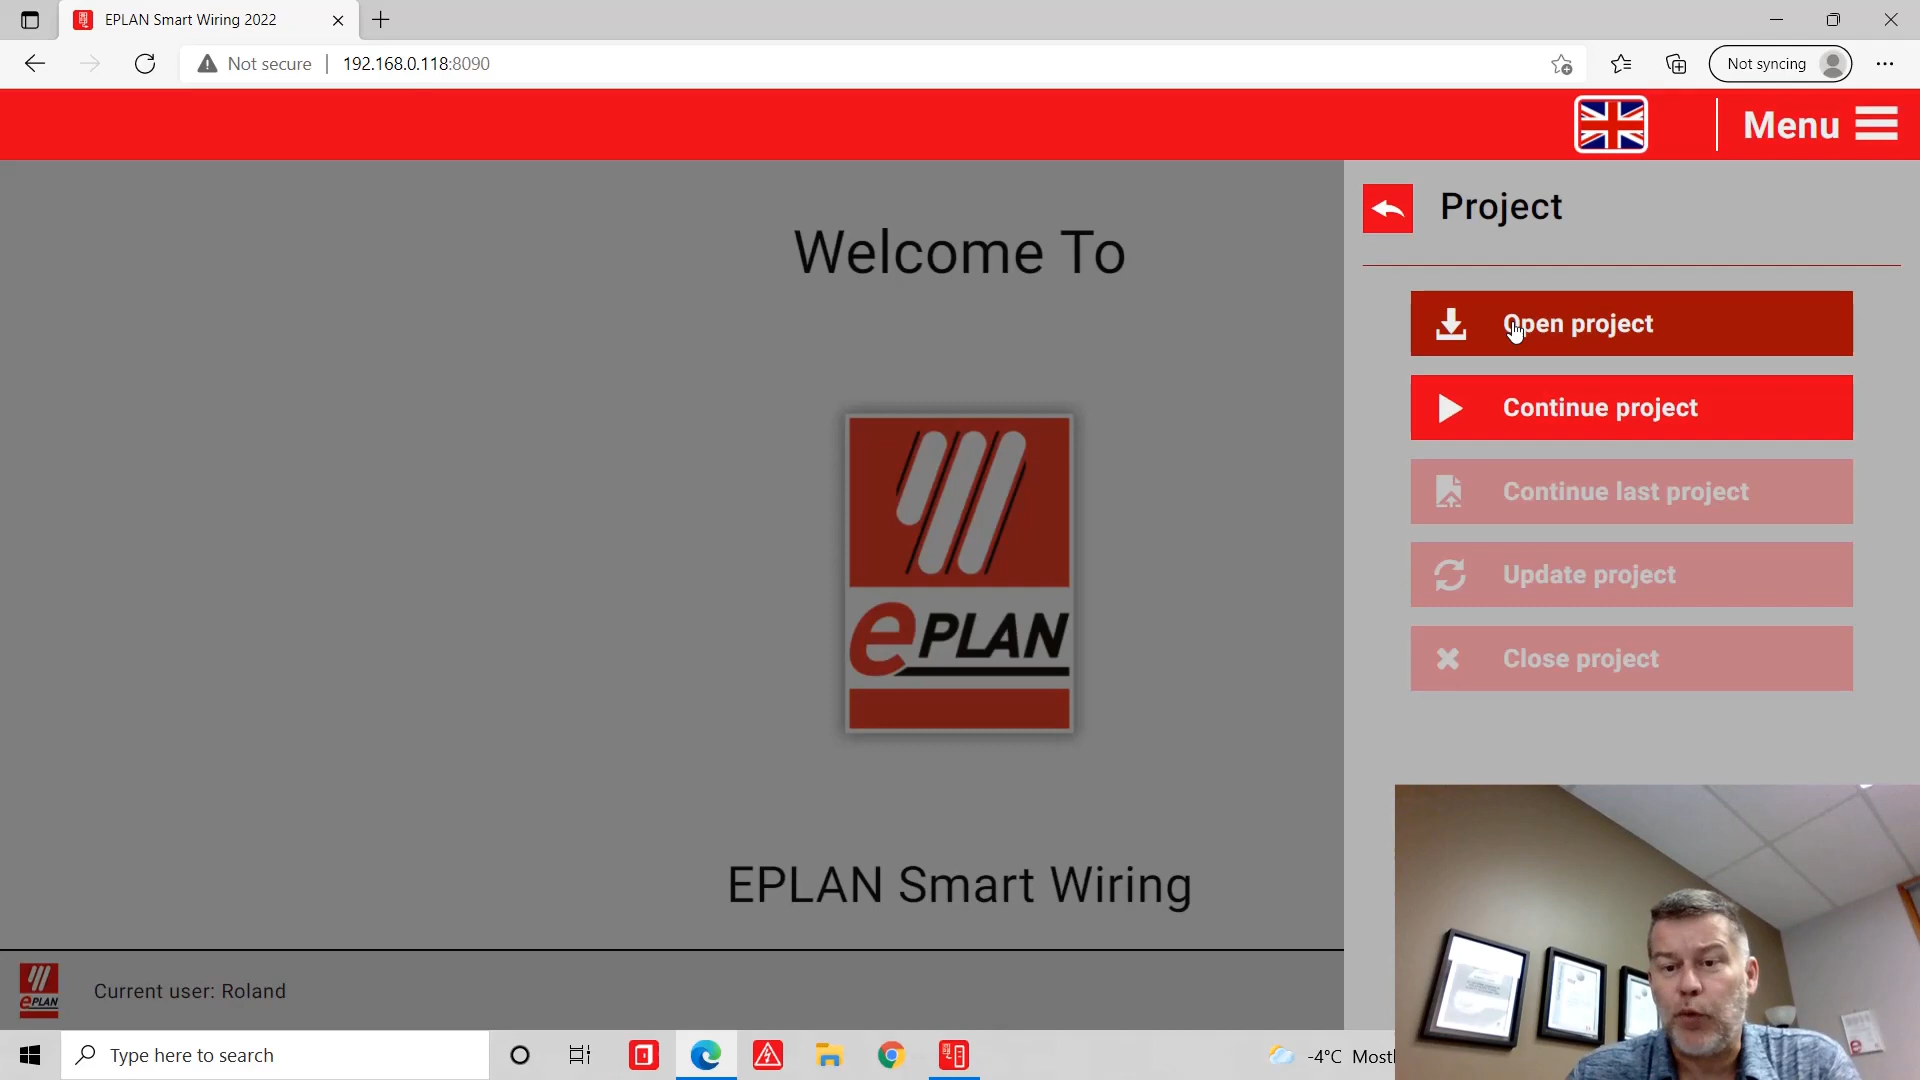 EPLAN Smart Wiring 2022
Not secure
192.168.0.118:8090
Not syncing
Menu
Project
Welcome To
Open project
Continue project
Continue last project
Update project
Close project
ePLAN
EPLAN Smart Wiring
ePLAN
Current user: Roland
Type here to search
-4°C Mostl